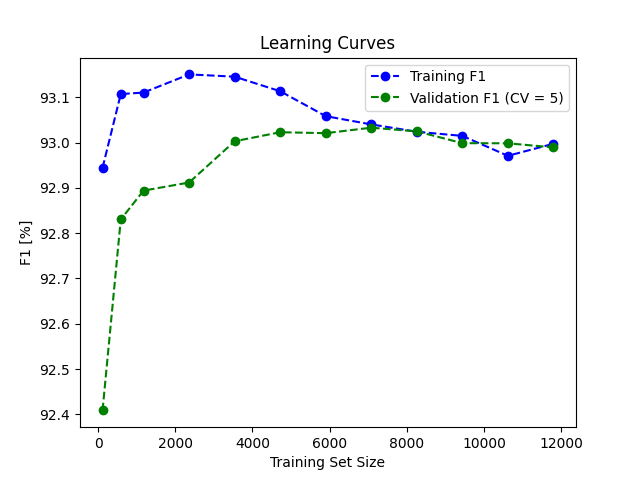 Learning Curves
Training F1
Validation F1 (CV = 5)
93.1
93.0
92.9
92.8
92.7
92.6
92.5
92.4
F1 [%]
0 2000 4000 6000 8000 10000 12000
Training Set Size